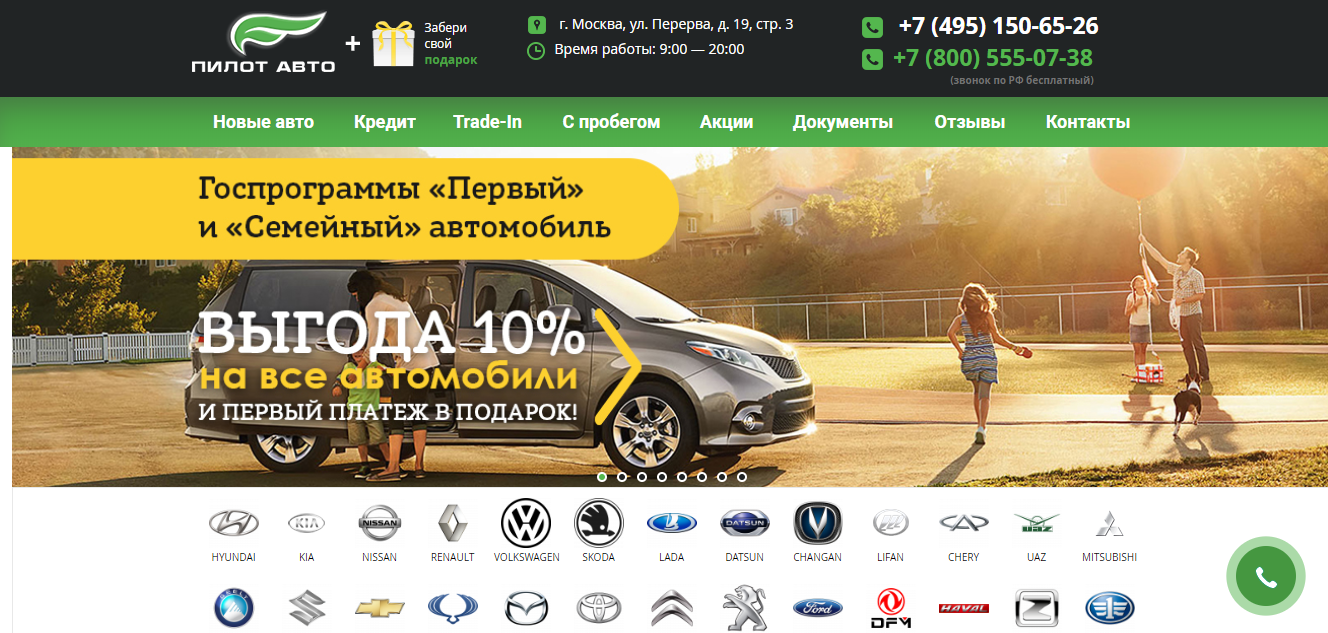 ПИЛОТ АВТО
+
Забери
свой
подарок
г. Москва, ул. Перерва, д. 19, стр. 3
Время работы: 9:00 — 20:00
+7 (495) 150-65-26
+7 (800) 555-07-38
(звонок по РФ бесплатный)
Новые авто Кредит Trade-In С пробегом Акции Документы Отзывы Контакты
Госпрограммы «Первый»
и «Семейный» автомобиль
ВЫГОДА 10%
на все автомобили
И ПЕРВЫЙ ПЛАТЕЖ В ПОДАРОК!
KIA NISSAN DATSUN UAZ
HYUNDAI KIA NISSAN RENAULT VOLKSWAGEN SKODA LADA DATSUN CHANGAN LIFAN CHERY UAZ MITSUBISHI
GEELY Ford DFM HAVAL